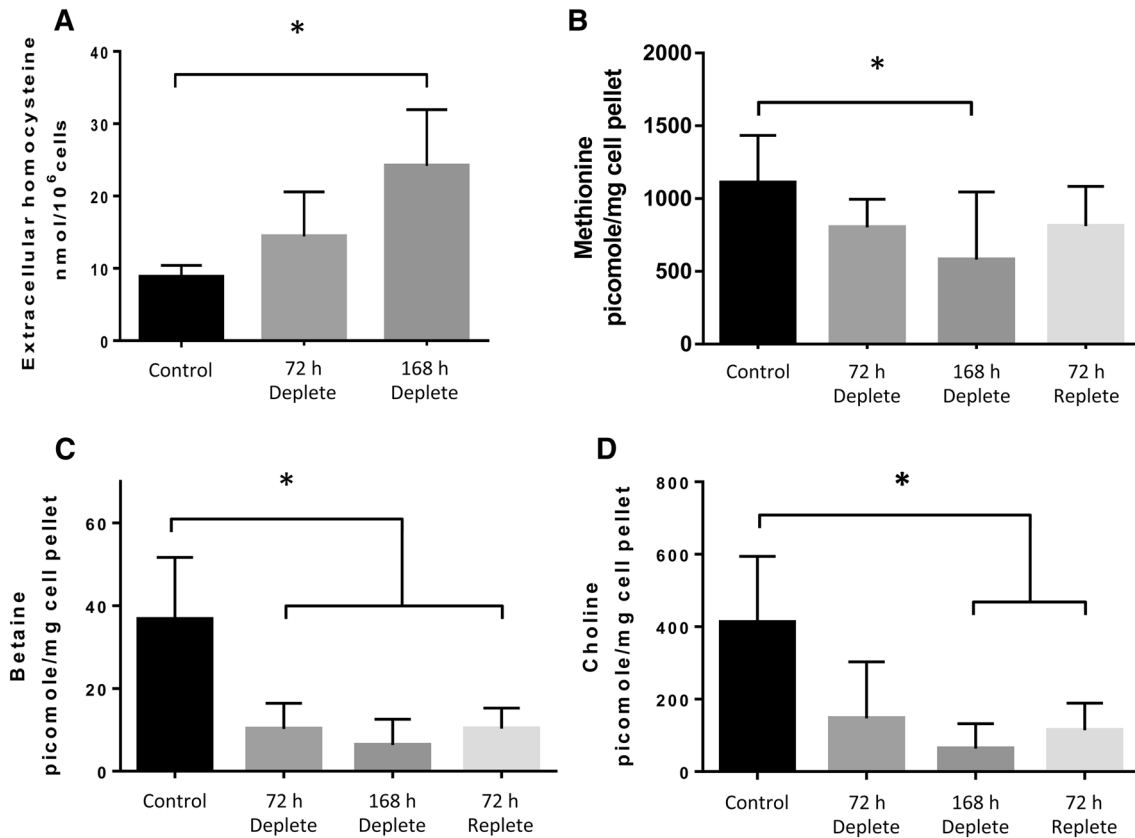 A
Extracellular homocysteine
nmol/10⁶ cells
40
30
20
10
0
*
Control
72 h
Deplete
168 h
Deplete
B
Methionine
picomole/mg cell pellet
2000
1500
1000
500
0
*
Control
72 h
Deplete
168 h
Deplete
72 h
Replete
C
Betaine
picomole/mg cell pellet
60
40
20
0
*
Control
72 h
Deplete
168 h
Deplete
72 h
Replete
D
Choline
picomole/mg cell pellet
800
600
400
200
0
*
Control
72 h
Deplete
168 h
Deplete
72 h
Replete